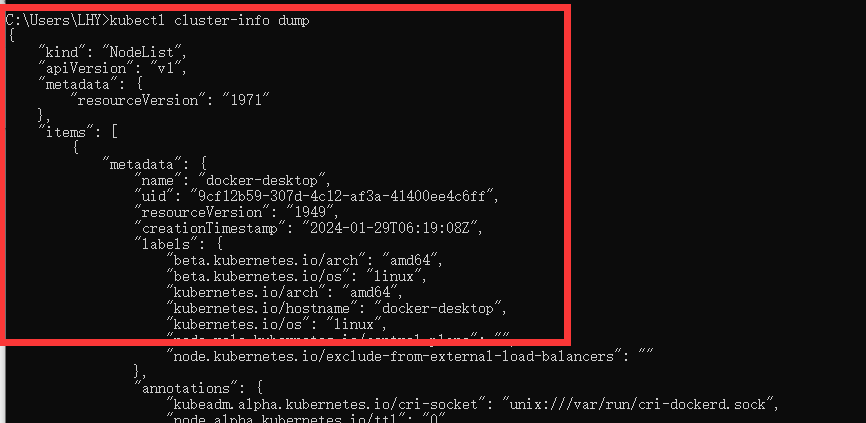 C:\Users\LHY>kubectl cluster-info dump
{
    "kind": "NodeList",
    "apiVersion": "v1",
    "metadata": {
        "resourceVersion": "1971"
    },
    "items": [
        {
            "metadata": {
                "name": "docker-desktop",
                "uid": "9cf12b59-307d-4c12-af3a-41400ee4c6ff",
                "resourceVersion": "1949",
                "creationTimestamp": "2024-01-29T06:19:08Z",
                "labels": {
                    "beta.kubernetes.io/arch": "amd64",
                    "beta.kubernetes.io/os": "linux",
                    "kubernetes.io/arch": "amd64",
                    "kubernetes.io/hostname": "docker-desktop",
                    "kubernetes.io/os": "linux",
                    "node-role.kubernetes.io/control-plane": "",
                    "node.kubernetes.io/exclude-from-external-load-balancers": ""
                },
                "annotations": {
                    "kubeadm.alpha.kubernetes.io/cri-socket": "unix:///var/run/cri-dockerd.sock",
                    "node.alpha.kubernetes.io/ttl": "0"